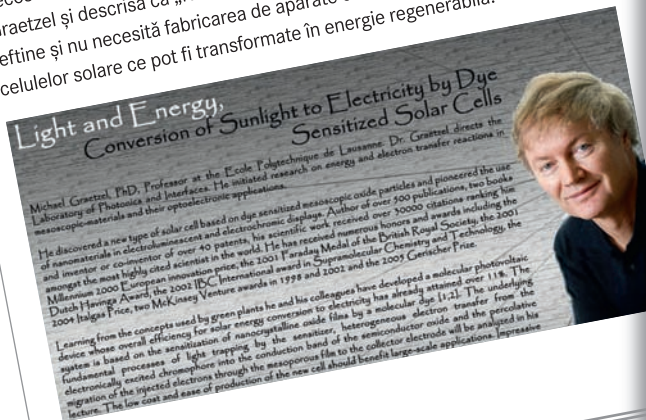 Graetzel și descrisă ca
eftine și nu necesită fabricarea de aparate
celulelor solare ce pot fi transformate în energie regenerabilă.
Light and Energy,
Conversion of Sunlight to Electricity by Dye
Sensitized Solar Cells
Michael Graetzel, PhD, Professor at the Ecole Polytechnique de Lausanne. Dr. Graetzel directs the
Laboratory of Photonics and Interfaces. He initiated research on energy and electron transfer reactions in
mesoscopic-materials and their optoelectronic applications.
He discovered a new type of solar cell based on dye sensitized mesoscopic oxide particles and pioneered the use
of nanomaterials in electroluminescent and electrochromic displays. Author of over 500 publications, two books
and inventor or co-inventor of over 40 patents, his scientific work received over 30000 citations ranking him
amongst the most highly cited scientist in the world. He has received numerous honors and awards including the
Millennium 2000 European innovation price, the 2001 Faraday Medal of the British Royal Society, the 2001
Dutch Havinga Award, the 2002 IBC International award in Supramolecular Chemistry and Technology, the
2004 Italgas Price, two McKinsey Venture awards in 1998 and 2002 and the 2005 Gerischer Prize.
Learning from the concepts used by green plants he and his colleagues have developed a molecular photovoltaic
device whose overall efficiency for solar energy conversion to electricity has already attained over 11%. The
system is based on the sensitization of nanocrystalline oxide films by a molecular dye [1;2]. The underlying
fundamental processes of light trapping by the sensitizer, heterogeneous electron transfer from the
electronically excited chromophore into the conduction band of the semiconductor oxide and the percolative
migration of the injected electrons through the mesoporous film to the collector electrode will be analyzed in his
lecture. The low cost and ease of production of the new cell should benefit large-scale applications. Impressive